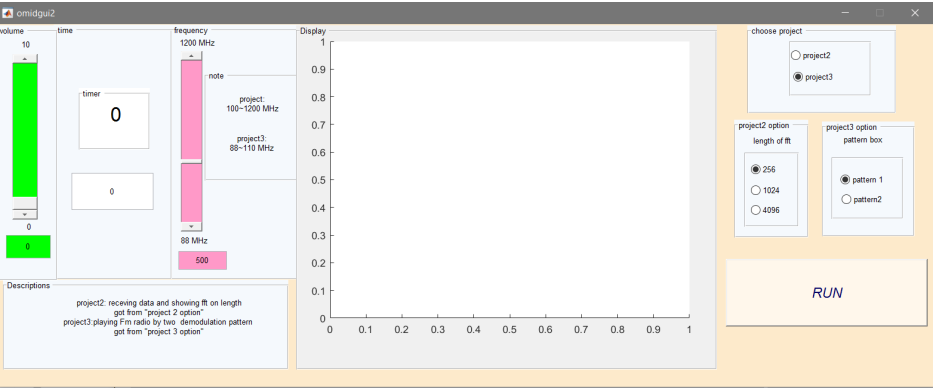 omidgui2
volume
10
0
0
time
timer
0
0
frequency
1200 MHz
note
project:
100~1200 MHz
project3:
88~110 MHz
88 MHz
500
Display
1
0.9
0.8
0.7
0.6
0.5
0.4
0.3
0.2
0.1
0
0 0.1 0.2 0.3 0.4 0.5 0.6 0.7 0.8 0.9 1
choose project
project2
project3
project2 option
length of fft
256
1024
4096
project3 option
pattern box
pattern 1
pattern2
RUN
Descriptions
project2: receving data and showing fft on length
got from "project 2 option"
project3:playing Fm radio by two demodulation pattern
got from "project 3 option"